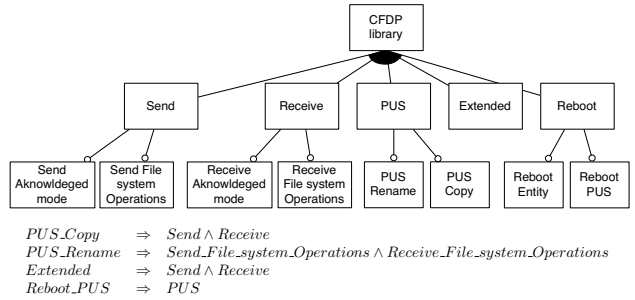 CFDP
library
Send
Receive
PUS
Extended
Reboot
Send
Aknowldeged
mode
Send File
system
Operations
Receive
Aknowldeged
mode
Receive
File system
Operations
PUS
Rename
PUS
Copy
Reboot
Entity
Reboot
PUS
PUS_Copy ⇒ Send ∧ Receive
PUS_Rename ⇒ Send_File_system_Operations ∧ Receive_File_system_Operations
Extended ⇒ Send ∧ Receive
Reboot_PUS ⇒ PUS